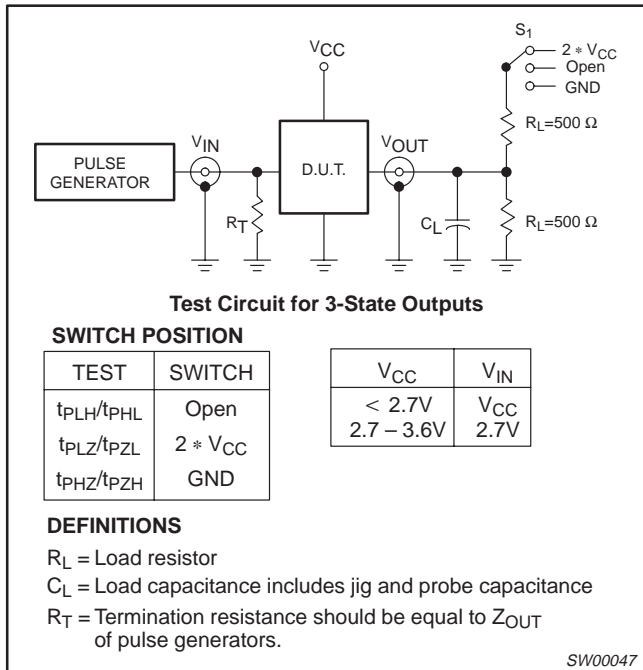 S1
2 * VCC
Open
GND
VCC
RL=500 Ω
VIN
VOUT
PULSE
GENERATOR
D.U.T.
RT
CL
RL=500 Ω
Test Circuit for 3-State Outputs
SWITCH POSITION
TEST SWITCH
tPLH/tPHL Open
tPLZ/tPZL 2 * VCC
tPHZ/tPZH GND
VCC VIN
< 2.7V VCC
2.7 – 3.6V 2.7V
DEFINITIONS
RL = Load resistor
CL = Load capacitance includes jig and probe capacitance
RT = Termination resistance should be equal to ZOUT
of pulse generators.
SW00047